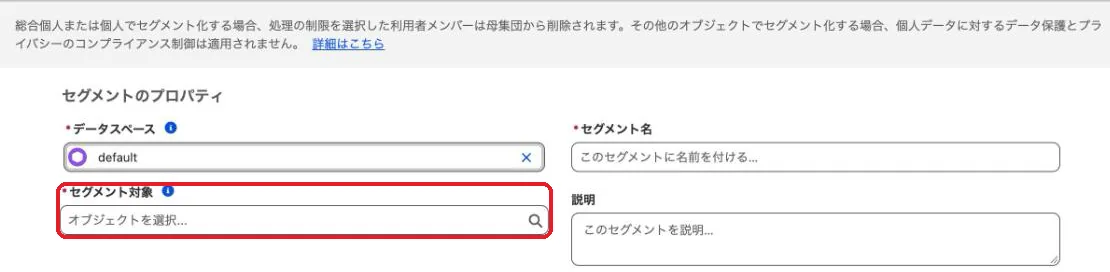 総合個人または個人でセグメント化する場合、処理の制限を選択した利用者メンバーは母集団から削除されます。その他のオブジェクトでセグメント化する場合、個人データに対するデータ保護とプ
ライバシーのコンプライアンス制御は適用されません。 詳細はこちら
セグメントのプロパティ
*データスペース
default
*セグメント対象
オブジェクトを選択...
*セグメント名
このセグメントに名前を付ける...
説明
このセグメントを説明...